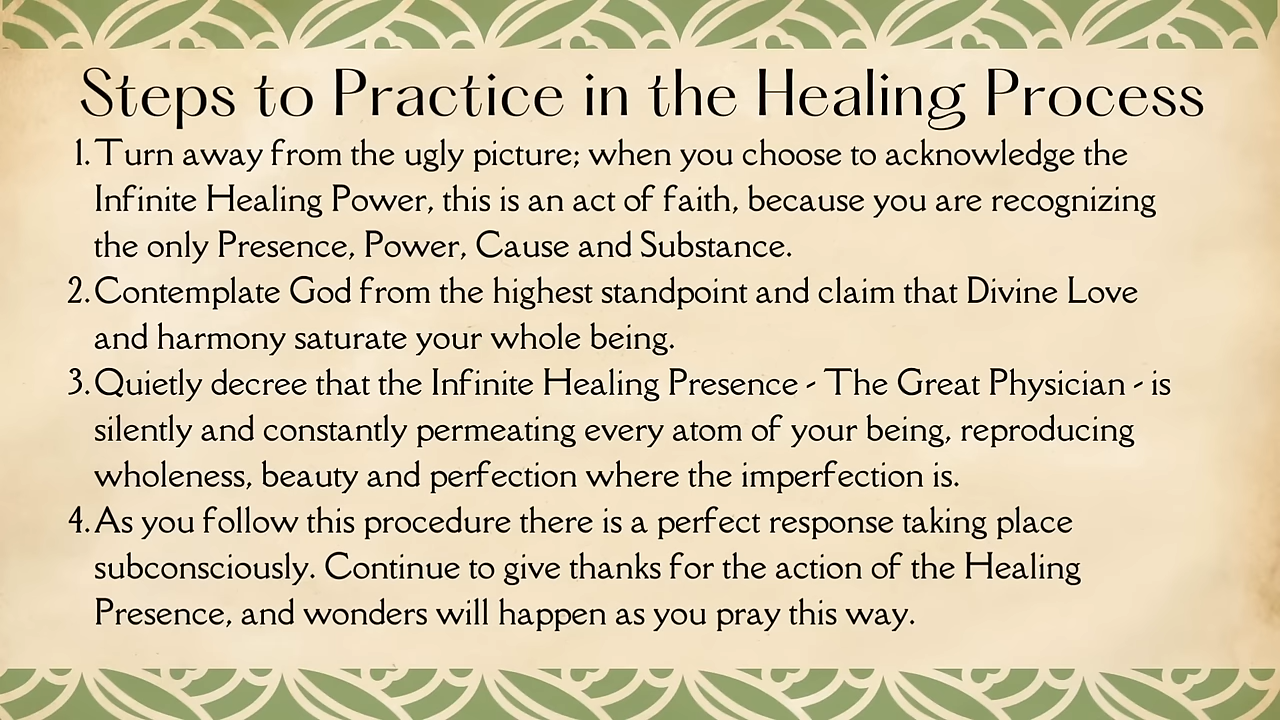 Steps to Practice in the Healing Process
1. Turn away from the ugly picture; when you choose to acknowledge the
Infinite Healing Power, this is an act of faith, because you are recognizing
the only Presence, Power, Cause and Substance.
2. Contemplate God from the highest standpoint and claim that Divine Love
and harmony saturate your whole being.
3. Quietly decree that the Infinite Healing Presence - The Great Physician - is
silently and constantly permeating every atom of your being, reproducing
wholeness, beauty and perfection where the imperfection is.
4. As you follow this procedure there is a perfect response taking place
subconsciously. Continue to give thanks for the action of the Healing
Presence, and wonders will happen as you pray this way.